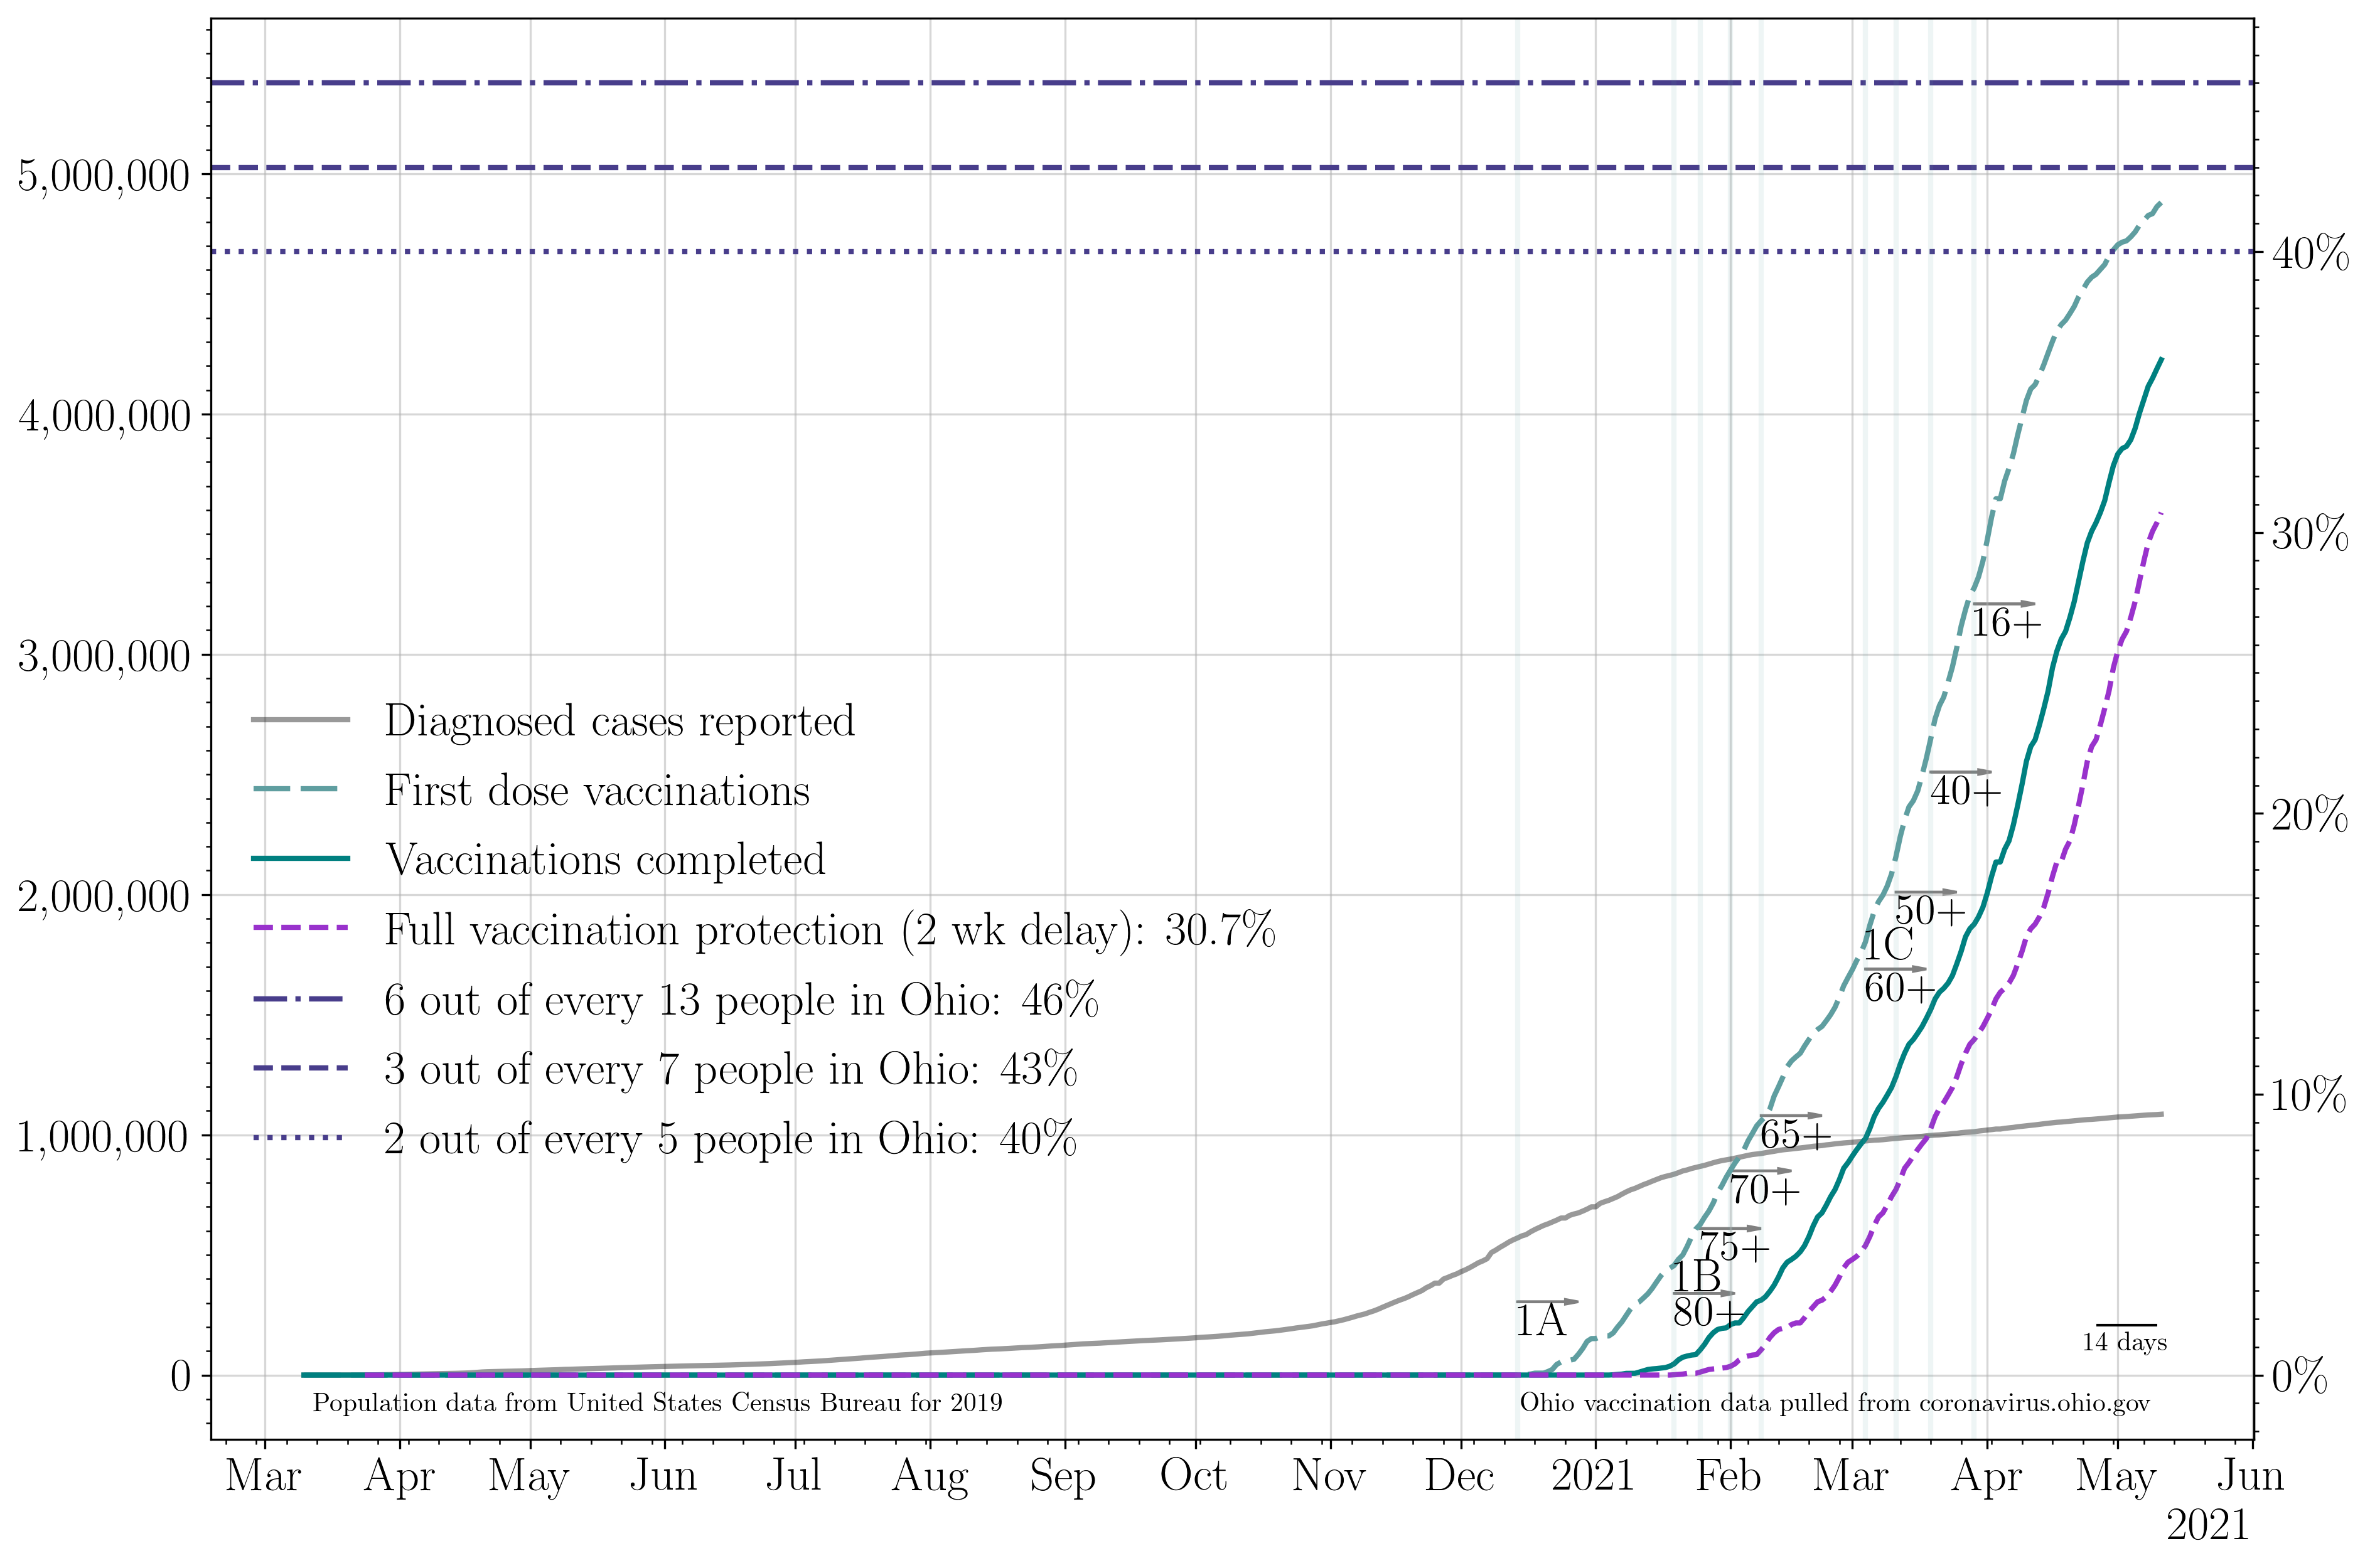 5,000,000
4,000,000
3,000,000
2,000,000
1,000,000
0
40%
30%
20%
10%
0%
Diagnosed cases reported
First dose vaccinations
Vaccinations completed
Full vaccination protection (2 wk delay): 30.7%
6 out of every 13 people in Ohio: 46%
3 out of every 7 people in Ohio: 43%
2 out of every 5 people in Ohio: 40%
16+
40+
50+
1C
60+
65+
70+
75+
1B
80+
1A
14 days
Population data from United States Census Bureau for 2019
Ohio vaccination data pulled from coronavirus.ohio.gov
Mar Apr May Jun Jul Aug Sep Oct Nov Dec 2021 Feb Mar Apr May Jun
2021